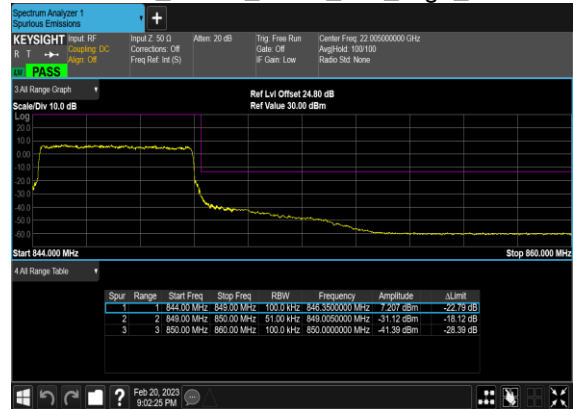 Spectrum Analyzer 1
Spurious Emissions
KEYSIGHT Input: RF Input Z: 50 Ω Atten: 20 dB Trig: Free Run Center Freq: 22.005000000 GHz
R T Coupling: DC Corrections: Off Gate: Off Avg|Hold: 100/100
Align: Off Freq Ref: Int (S) IF Gain: Low Radio Std: None
PASS
3 All Range Graph
Ref Lvl Offset 24.80 dB
Scale/Div 10.0 dB Ref Value 30.00 dBm
Log
20.0
10.0
0.00
-10.0
-20.0
-30.0
-40.0
-50.0
-60.0
Start 844.000 MHz Stop 860.000 MHz
4 All Range Table
Spur Range Start Freq Stop Freq RBW Frequency Amplitude ΔLimit
1 1 844.00 MHz 849.00 MHz 100.0 kHz 846.3500000 MHz 7.207 dBm -22.79 dB
2 2 849.00 MHz 850.00 MHz 51.00 kHz 849.0050000 MHz -31.12 dBm -18.12 dB
3 3 850.00 MHz 860.00 MHz 100.0 kHz 850.0000000 MHz -41.39 dBm -28.39 dB
? Feb 20, 2023
9:02:25 PM